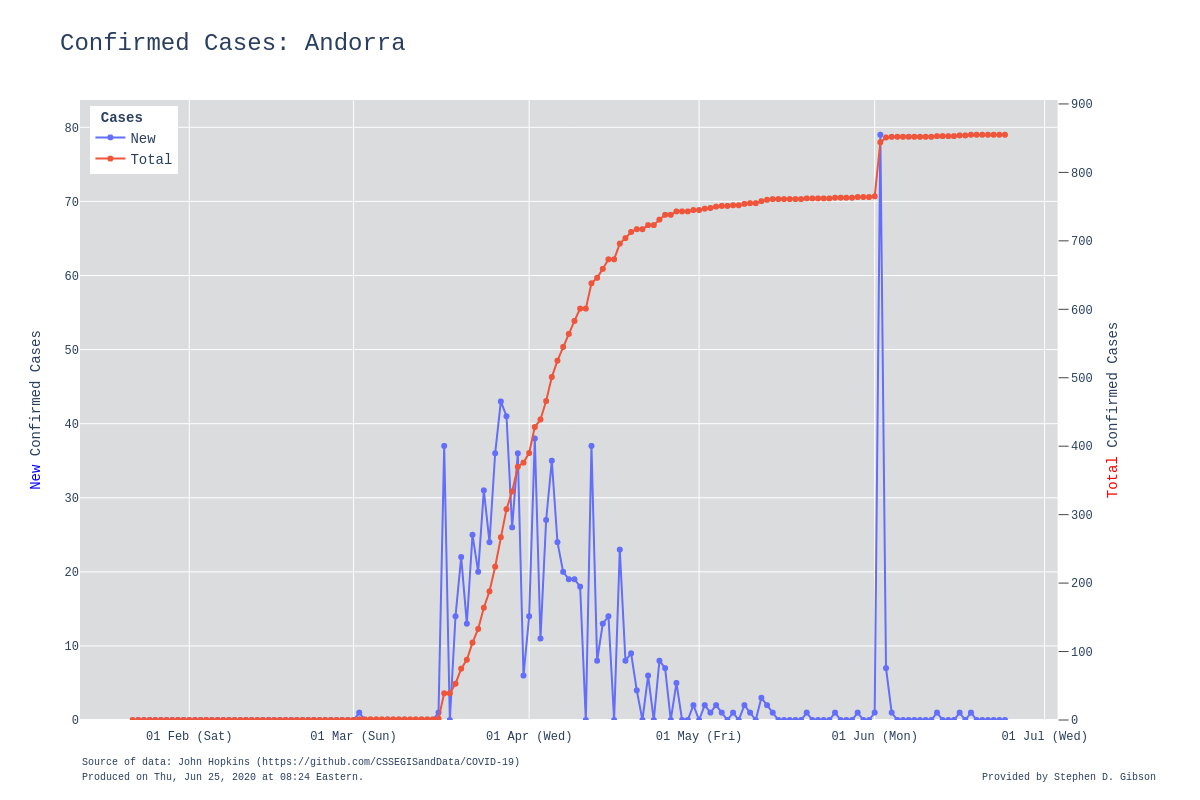 Confirmed Cases: Andorra
Cases
New
Total
80
70
60
50
40
30
20
10
0
900
800
700
600
500
400
300
200
100
0
New Confirmed Cases
Total Confirmed Cases
01 Feb (Sat) 01 Mar (Sun) 01 Apr (Wed) 01 May (Fri) 01 Jun (Mon) 01 Jul (Wed)
Source of data: John Hopkins (https://github.com/CSSEGISandData/COVID-19)
Produced on Thu, Jun 25, 2020 at 08:24 Eastern.
Provided by Stephen D. Gibson